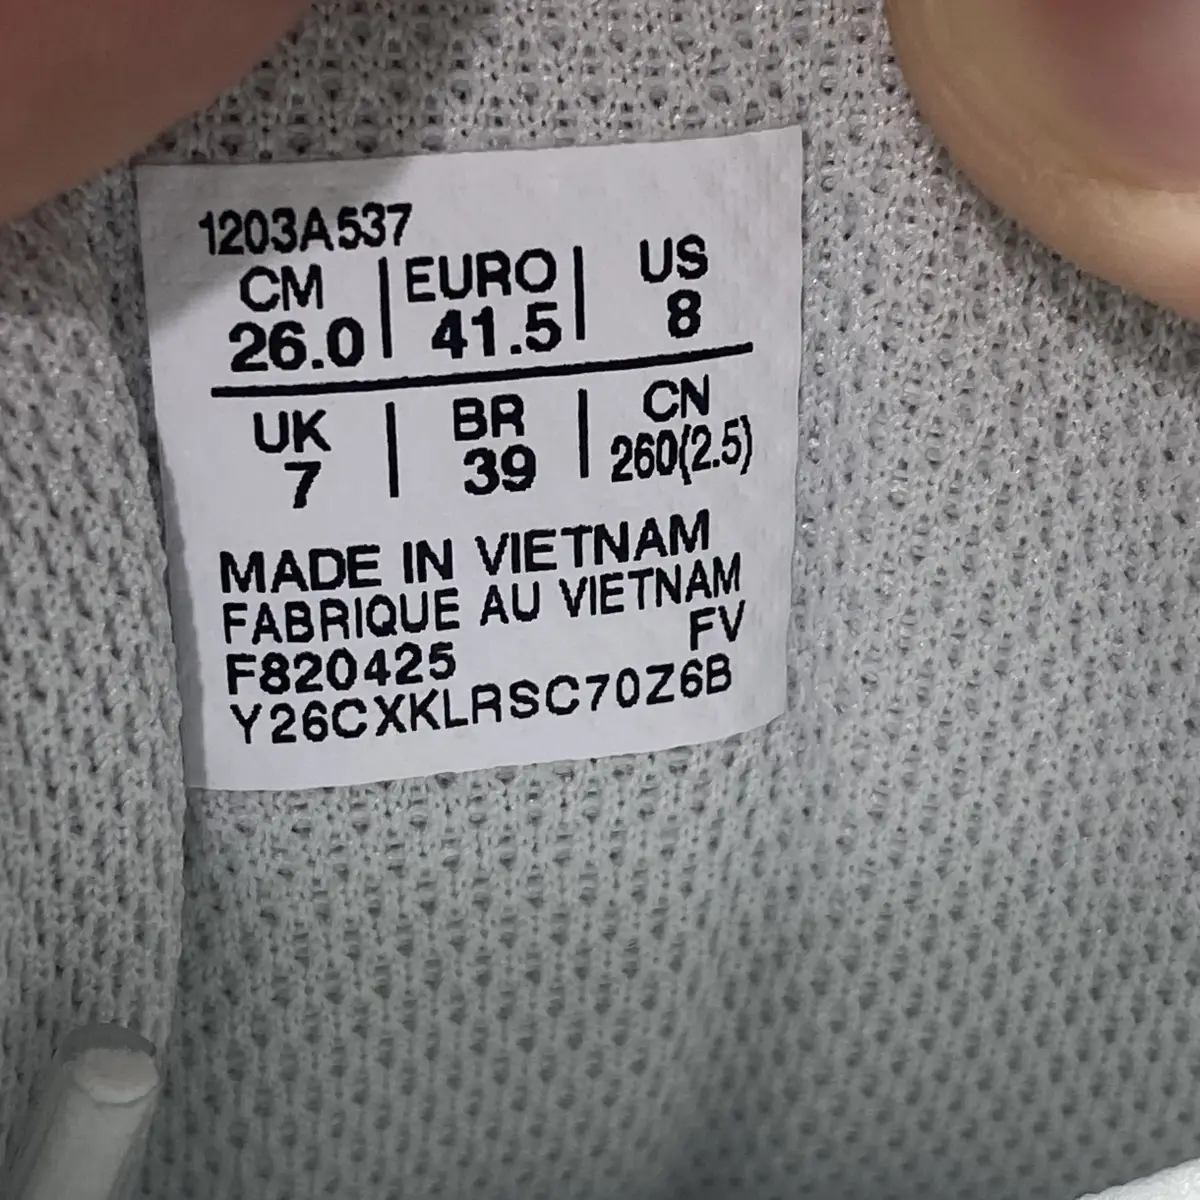 1203A537
CM | EURO | US
26.0 | 41.5 | 8
UK | BR | CN
7 | 39 | 260(2.5)
MADE IN VIETNAM
FABRIQUE AU VIETNAM
F820425 FV
Y26CXKLRSC70Z6B